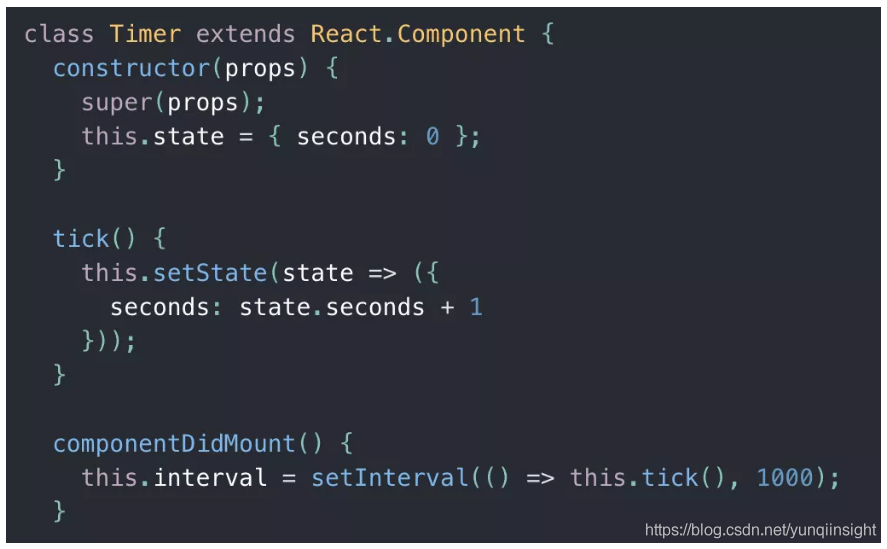 class Timer extends React.Component {
  constructor(props) {
    super(props);
    this.state = { seconds: 0 };
  }

  tick() {
    this.setState(state => ({
      seconds: state.seconds + 1
    }));
  }

  componentDidMount() {
    this.interval = setInterval(() => this.tick(), 1000);
  }
https://blog.csdn.net/yunqiinsight